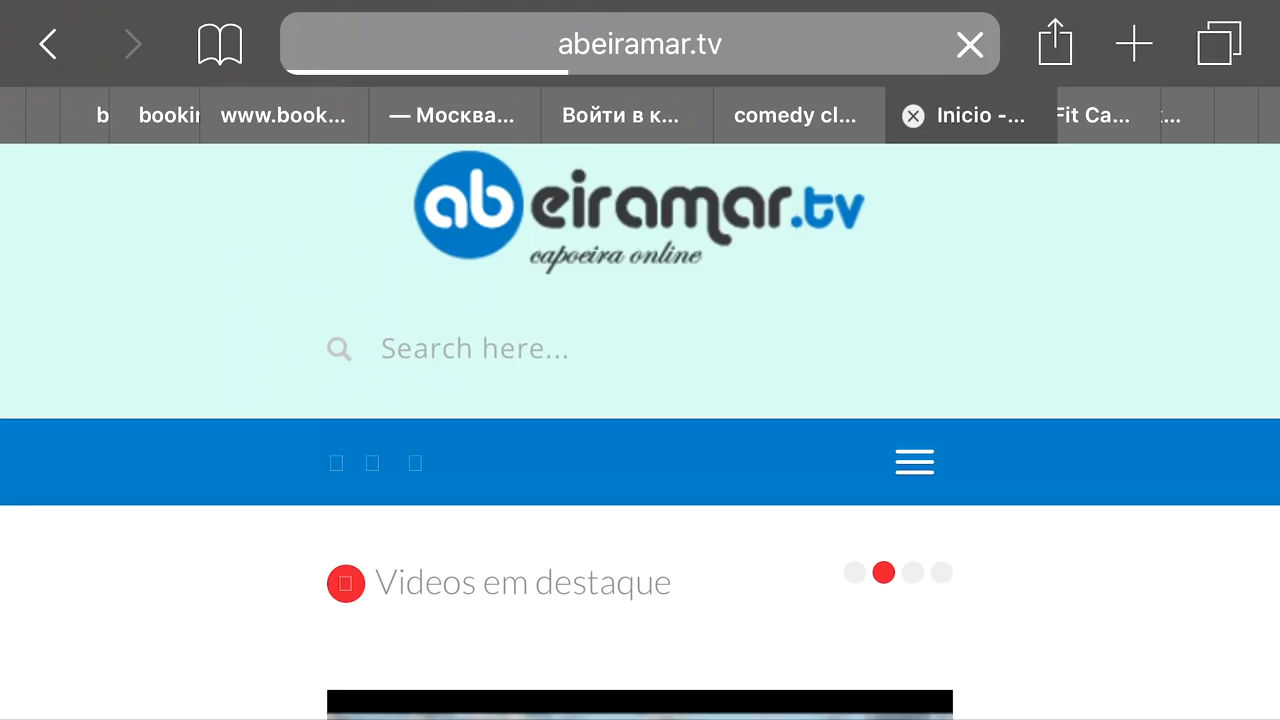 abeiramar.tv
b
bookin
www.book...
— Москва...
Войти в к...
comedy cl...
Inicio -...
Fit Ca...
abeiramar.tv
capoeira online
Search here...
Videos em destaque